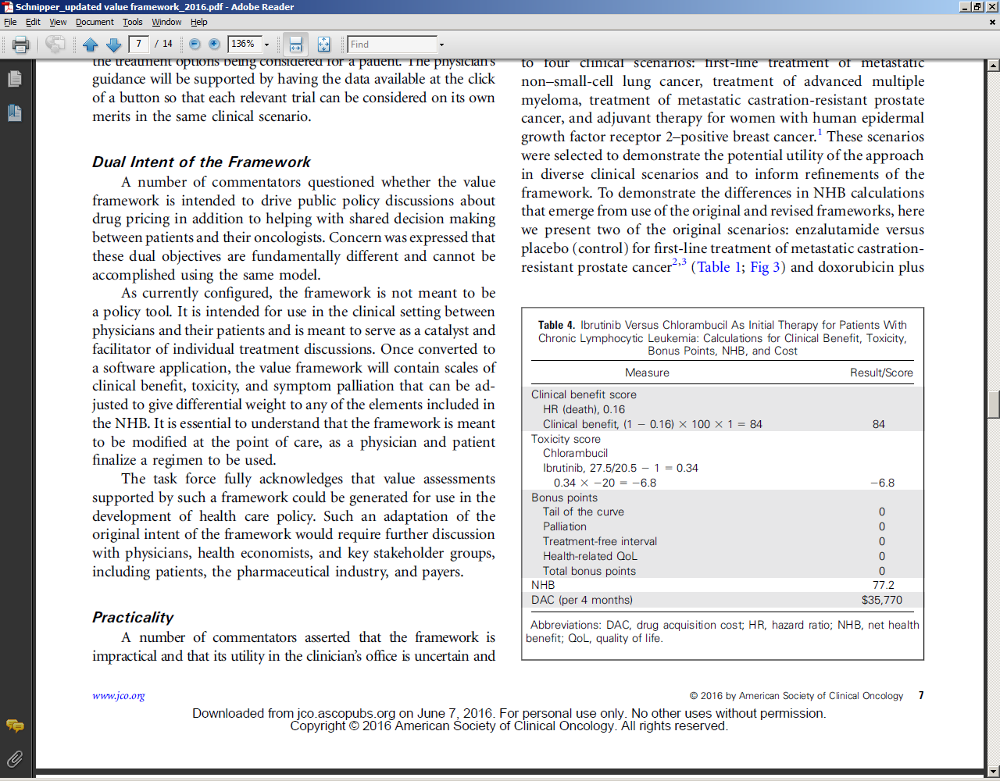 Schnipper_updated value framework_2016.pdf - Adobe Reader
File Edit View Document Tools Window Help
7 / 14 136% Find
the treatment options being considered for a patient. The physician's
guidance will be supported by having the data available at the click
of a button so that each relevant trial can be considered on its own
merits in the same clinical scenario.
Dual Intent of the Framework
A number of commentators questioned whether the value
framework is intended to drive public policy discussions about
drug pricing in addition to helping with shared decision making
between patients and their oncologists. Concern was expressed that
these dual objectives are fundamentally different and cannot be
accomplished using the same model.
As currently configured, the framework is not meant to be
a policy tool. It is intended for use in the clinical setting between
physicians and their patients and is meant to serve as a catalyst and
facilitator of individual treatment discussions. Once converted to
a software application, the value framework will contain scales of
clinical benefit, toxicity, and symptom palliation that can be ad-
justed to give differential weight to any of the elements included in
the NHB. It is essential to understand that the framework is meant
to be modified at the point of care, as a physician and patient
finalize a regimen to be used.
The task force fully acknowledges that value assessments
supported by such a framework could be generated for use in the
development of health care policy. Such an adaptation of the
original intent of the framework would require further discussion
with physicians, health economists, and key stakeholder groups,
including patients, the pharmaceutical industry, and payers.
Practicality
A number of commentators asserted that the framework is
impractical and that its utility in the clinician's office is uncertain and
to four clinical scenarios: first-line treatment of metastatic
non–small-cell lung cancer, treatment of advanced multiple
myeloma, treatment of metastatic castration-resistant prostate
cancer, and adjuvant therapy for women with human epidermal
growth factor receptor 2–positive breast cancer.1 These scenarios
were selected to demonstrate the potential utility of the approach
in diverse clinical scenarios and to inform refinements of the
framework. To demonstrate the differences in NHB calculations
that emerge from use of the original and revised frameworks, here
we present two of the original scenarios: enzalutamide versus
placebo (control) for first-line treatment of metastatic castration-
resistant prostate cancer2,3 (Table 1; Fig 3) and doxorubicin plus
Table 4. Ibrutinib Versus Chlorambucil As Initial Therapy for Patients With
Chronic Lymphocytic Leukemia: Calculations for Clinical Benefit, Toxicity,
Bonus Points, NHB, and Cost
Measure Result/Score
Clinical benefit score
HR (death), 0.16
Clinical benefit, (1 − 0.16) × 100 × 1 = 84 84
Toxicity score
Chlorambucil
Ibrutinib, 27.5/20.5 − 1 = 0.34
0.34 × −20 = −6.8 −6.8
Bonus points
Tail of the curve 0
Palliation 0
Treatment-free interval 0
Health-related QoL 0
Total bonus points 0
NHB 77.2
DAC (per 4 months) $35,770
Abbreviations: DAC, drug acquisition cost; HR, hazard ratio; NHB, net health
benefit; QoL, quality of life.
www.jco.org © 2016 by American Society of Clinical Oncology 7
Downloaded from jco.ascopubs.org on June 7, 2016. For personal use only. No other uses without permission.
Copyright © 2016 American Society of Clinical Oncology. All rights reserved.